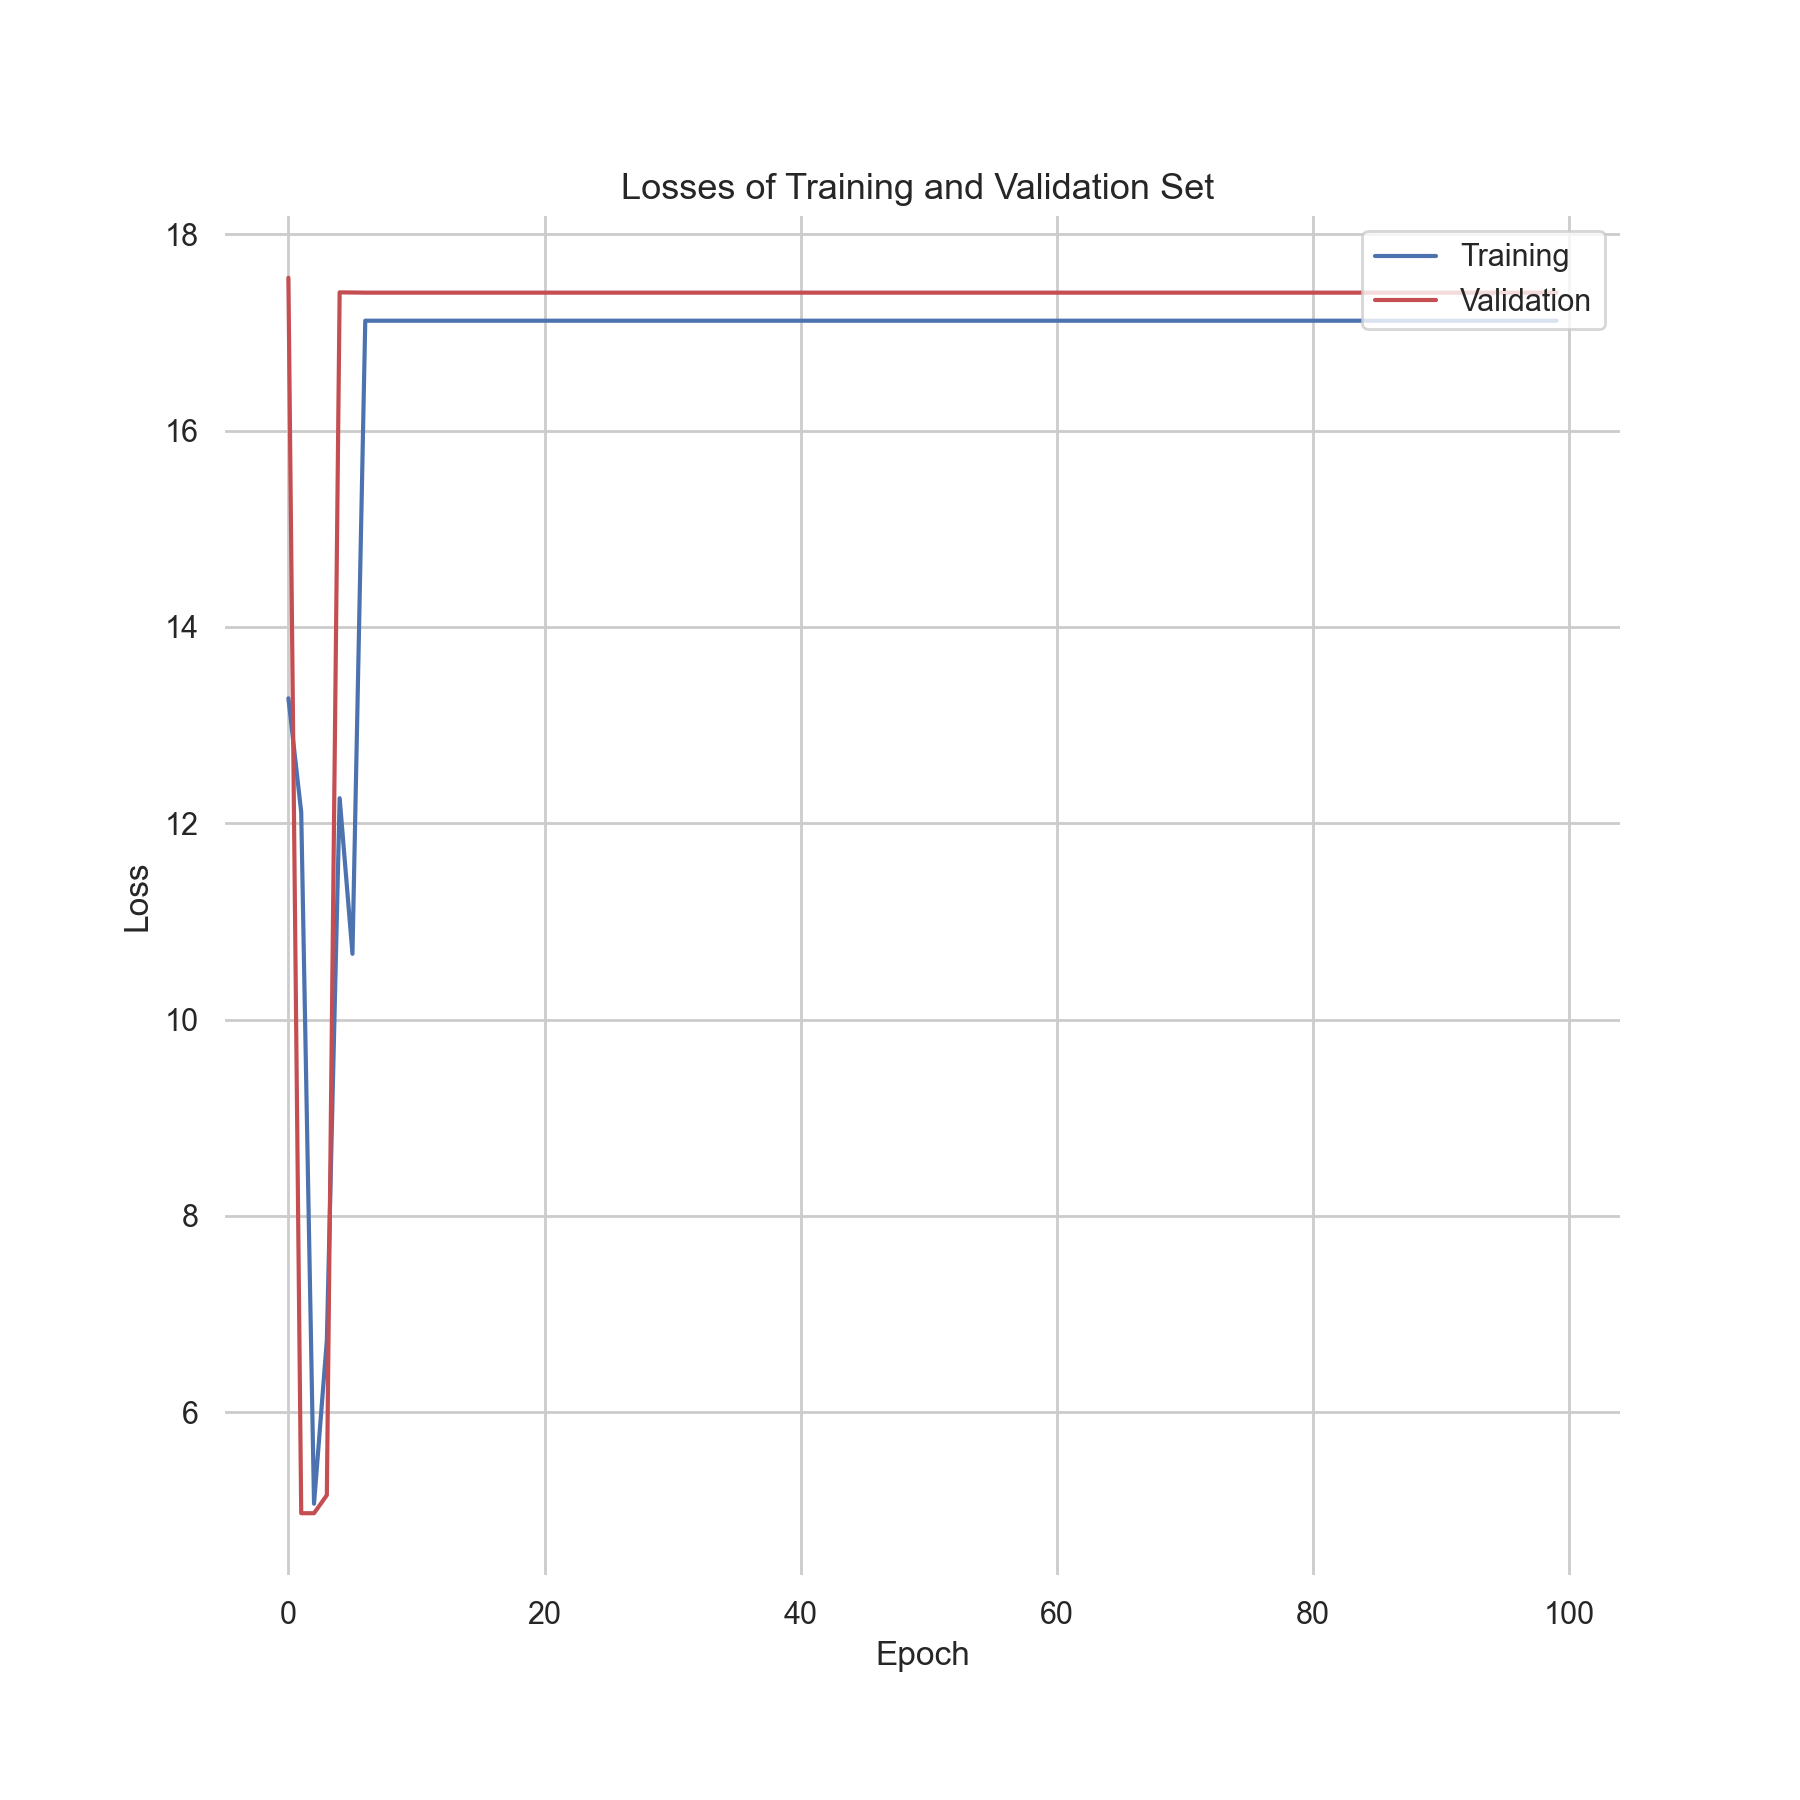 Losses of Training and Validation Set
18
16
14
12
10
8
6
Loss
Training
Validation
0 20 40 60 80 100
Epoch